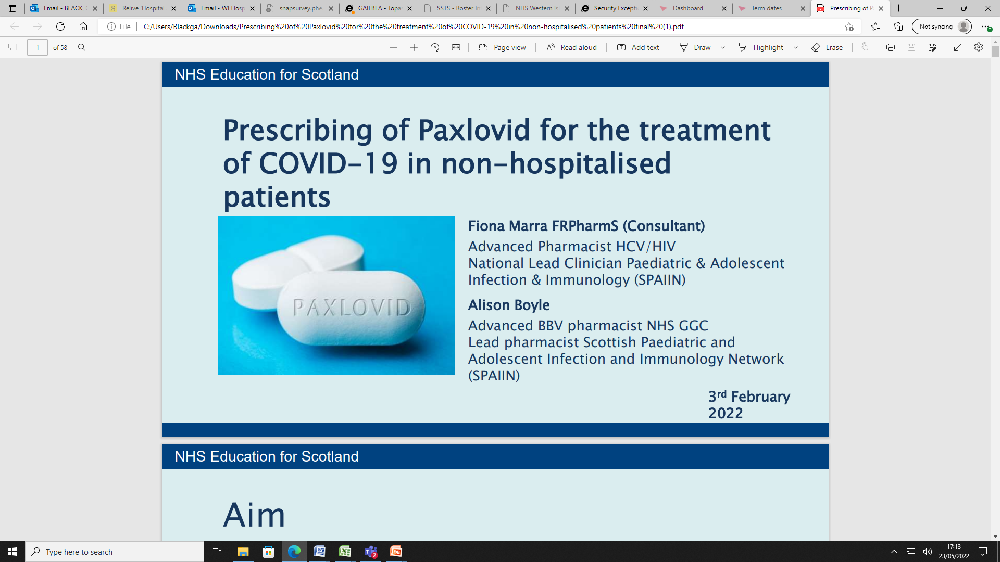 Email - BLACK,
Relive 'Hospital
Email - WI Hosp
snapsurvey.phe.
GAILBLA - Topa
SSTS - Roster In
NHS Western Is
Security Excepti
Dashboard
Term dates
Prescribing of P
File
C:/Users/Blackga/Downloads/Prescribing%20of%20Paxlovid%20for%20the%20treatment%20of%20COVID-19%20in%20non-hospitalised%20patients%20final%20(1).pdf
Not syncing
1 of 58
Page view
Read aloud
Add text
Draw
Highlight
Erase
NHS Education for Scotland
Prescribing of Paxlovid for the treatment
of COVID-19 in non-hospitalised
patients
PAXLOVID
Fiona Marra FRPharmS (Consultant)
Advanced Pharmacist HCV/HIV
National Lead Clinician Paediatric & Adolescent
Infection & Immunology (SPAIIN)
Alison Boyle
Advanced BBV pharmacist NHS GGC
Lead pharmacist Scottish Paediatric and
Adolescent Infection and Immunology Network
(SPAIIN)
3rd February
2022
NHS Education for Scotland
Aim
Type here to search
2
17:13
23/05/2022